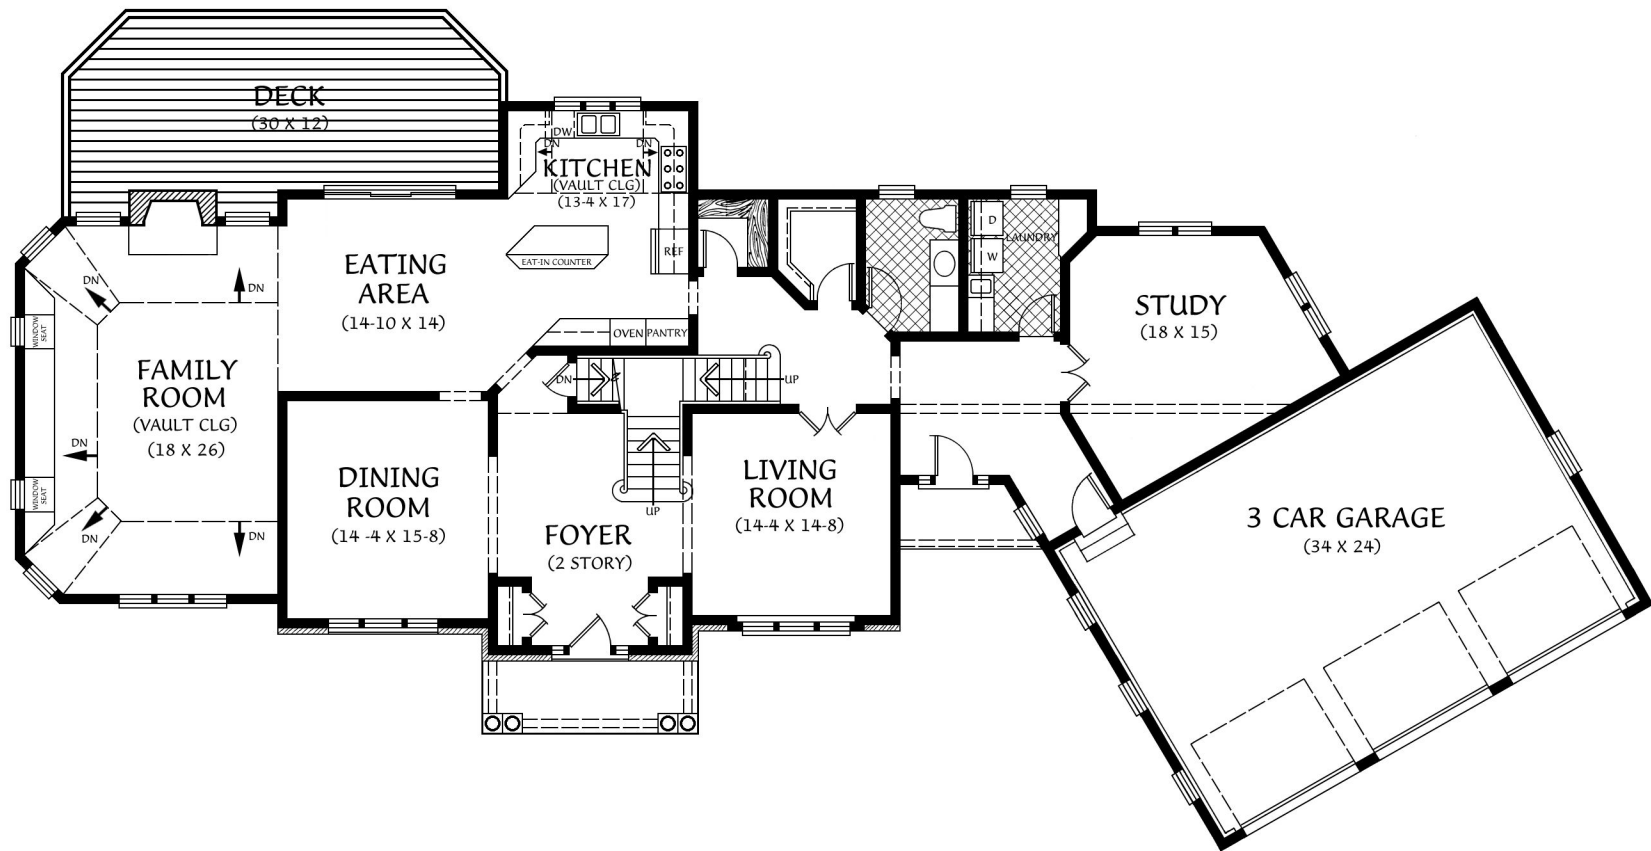 DECK
(30 X 12)
DW
DN
DN
KITCHEN
(VAULT CLG)
(13-4 X 17)
REF
EAT-IN COUNTER
OVEN
PANTRY
EATING
AREA
(14-10 X 14)
DN
DN
WINDOW
SEAT
FAMILY
ROOM
(VAULT CLG)
(18 X 26)
DN
WINDOW
SEAT
DN
DN
DINING
ROOM
(14 -4 X 15-8)
DN
UP
UP
FOYER
(2 STORY)
LIVING
ROOM
(14-4 X 14-8)
D
LAUNDRY
W
STUDY
(18 X 15)
3 CAR GARAGE
(34 X 24)